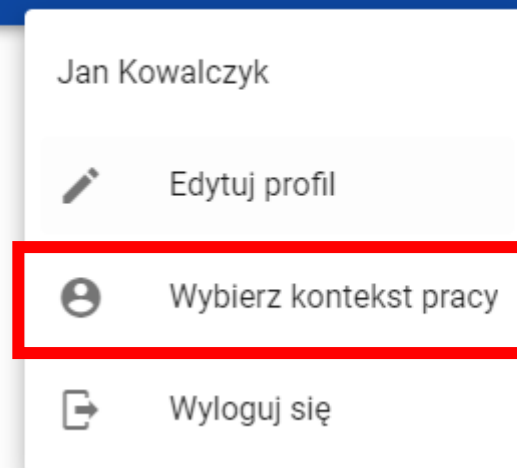 Jan Kowalczyk
Edytuj profil
Wybierz kontekst pracy
Wyloguj się